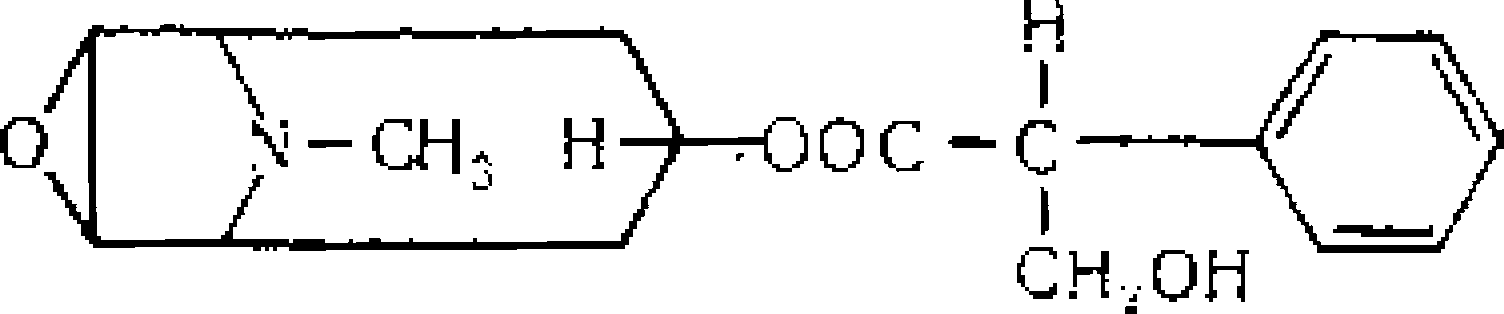 H
O N – CH₃ H OOC – C
CH₂OH